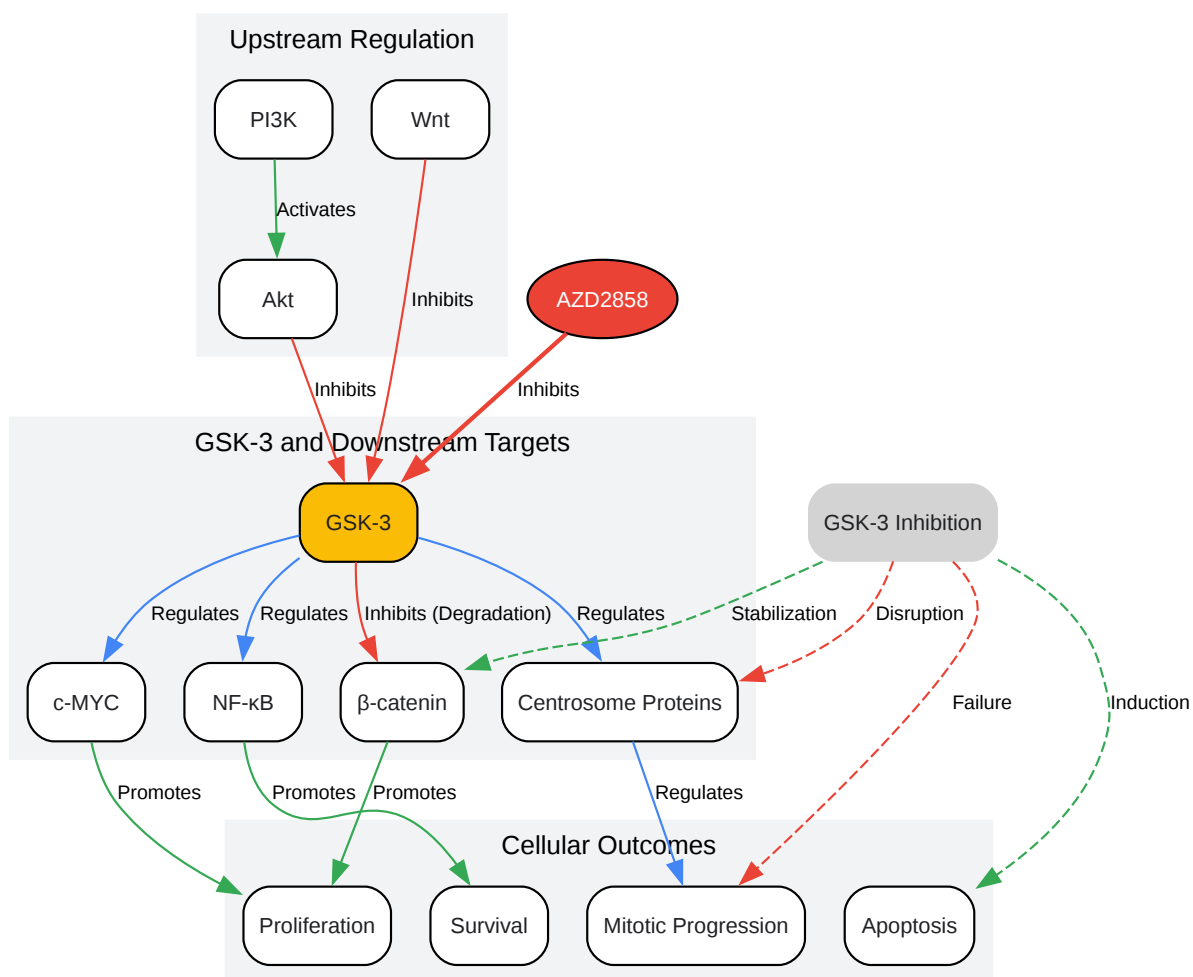 Upstream Regulation
PI3K
Wnt
Activates
Akt
Inhibits
AZD2858
Inhibits
Inhibits
GSK-3 and Downstream Targets
GSK-3
GSK-3 Inhibition
Regulates
Regulates
Inhibits (Degradation)
Regulates
Stabilization
Disruption
c-MYC
NF-κB
β-catenin
Centrosome Proteins
Failure
Induction
Promotes
Promotes
Promotes
Regulates
Cellular Outcomes
Proliferation
Survival
Mitotic Progression
Apoptosis